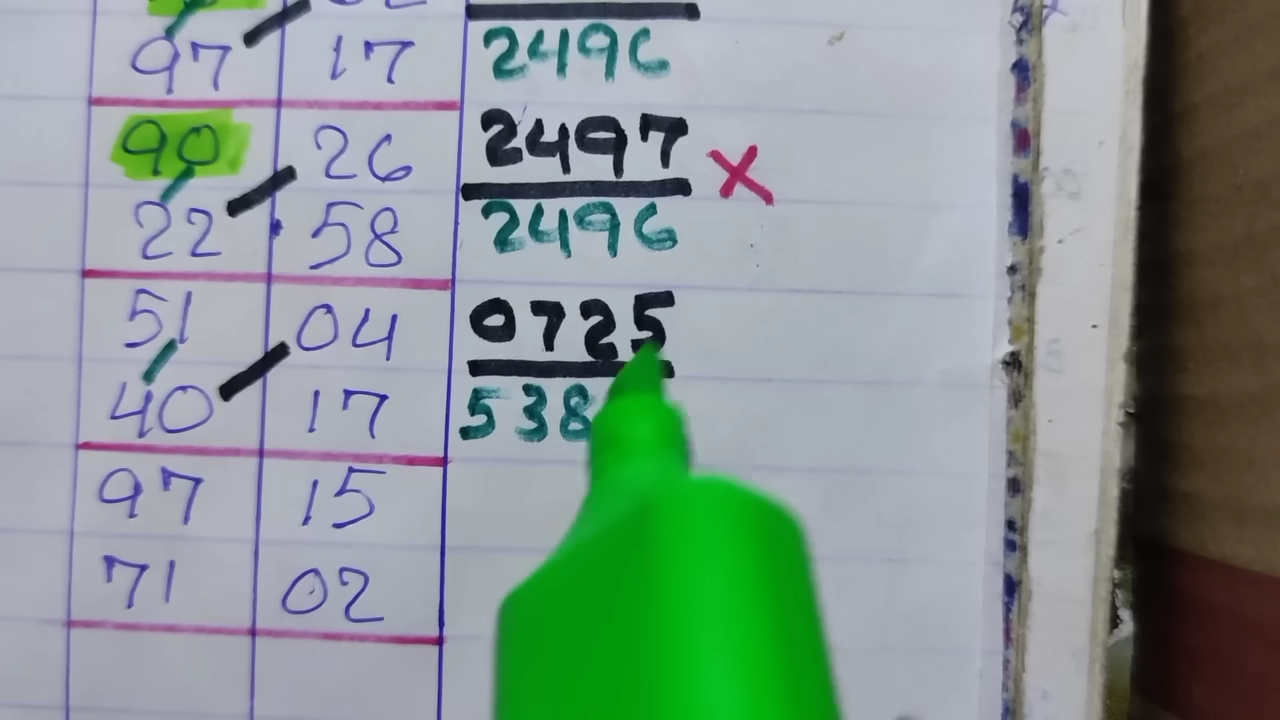 97 17 2496
90 26 2497 ×
22 58 2496
51 04 0725
40 17 538
97 15
71 02